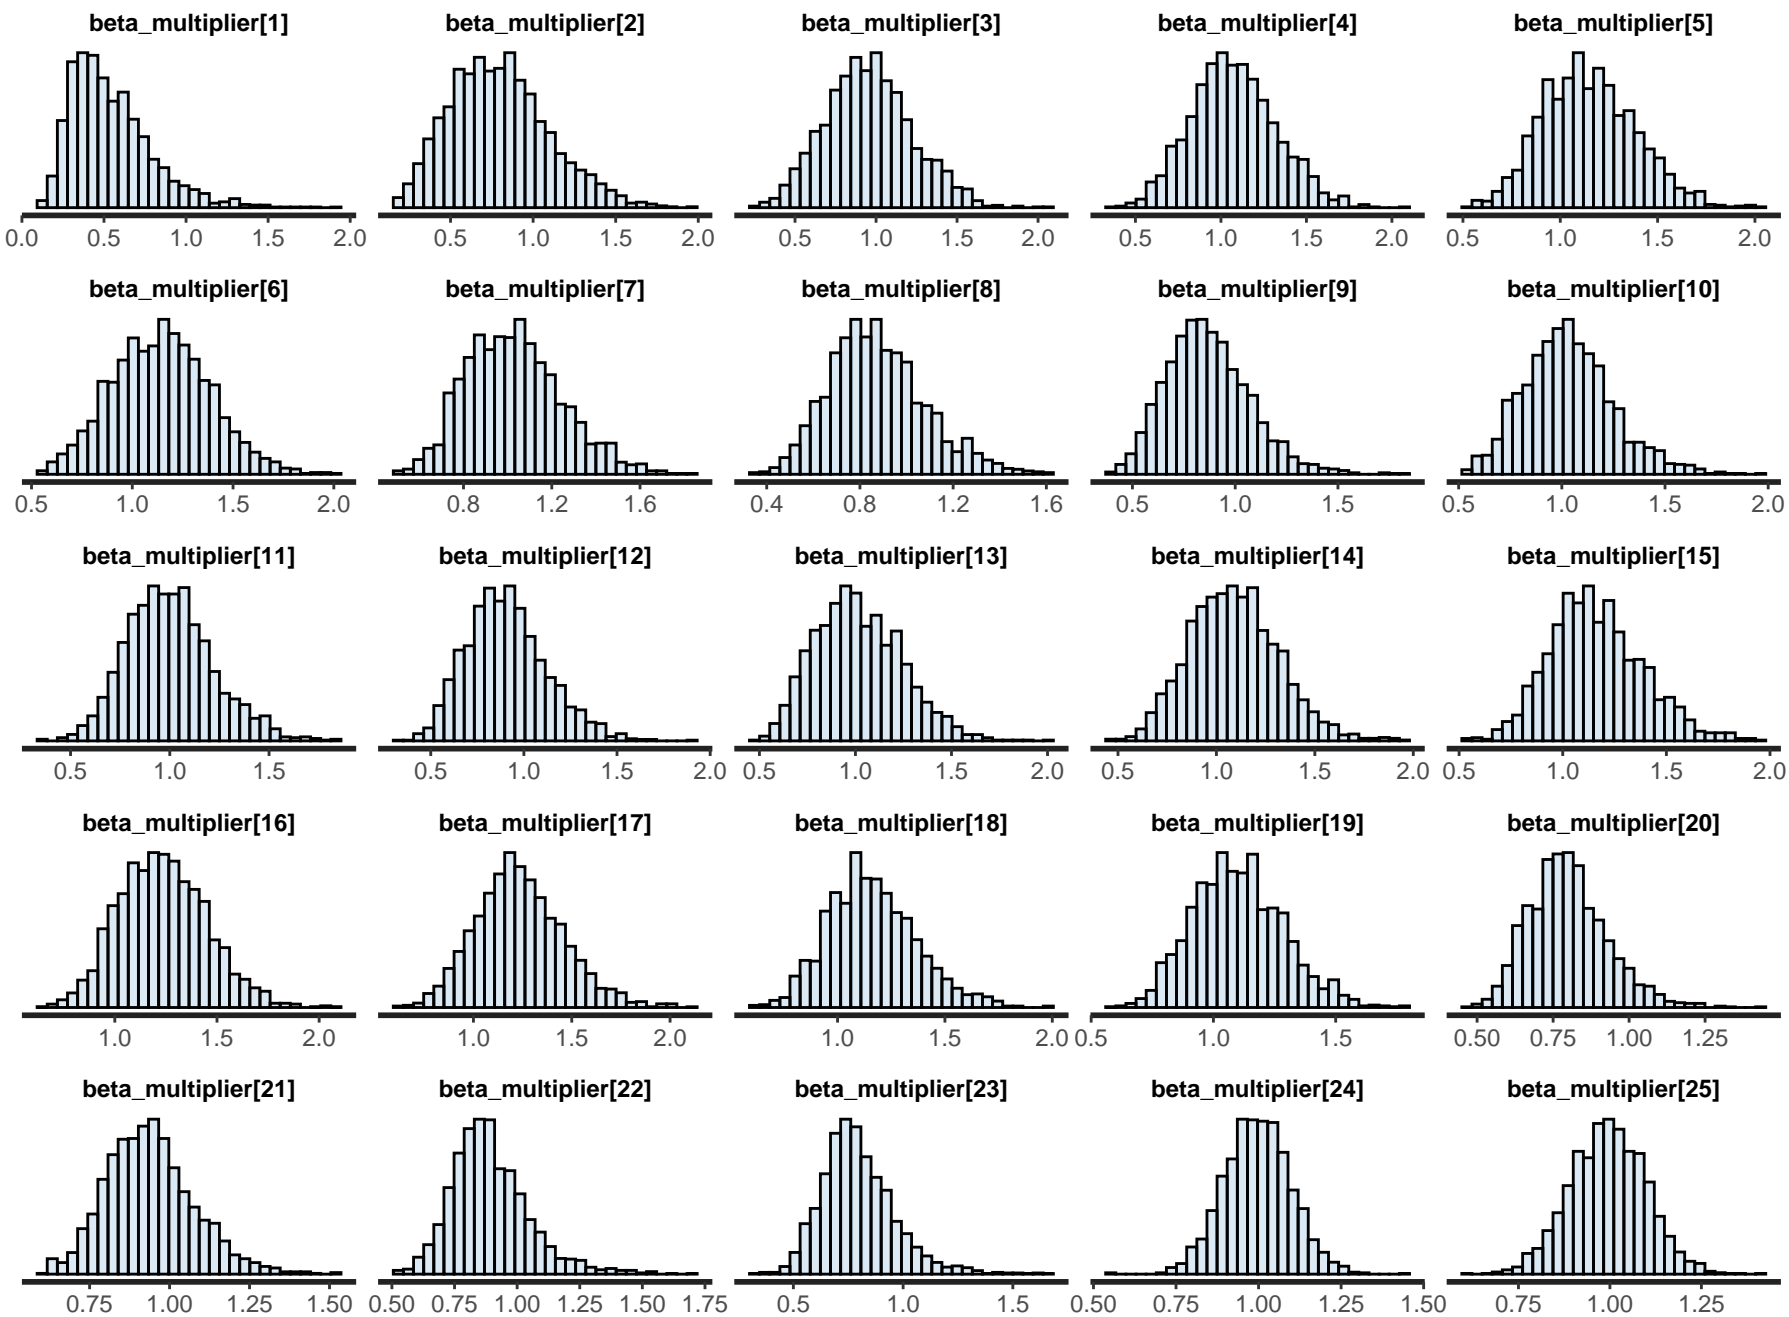 beta_multiplier[1] beta_multiplier[2] beta_multiplier[3] beta_multiplier[4] beta_multiplier[5]
0.0 0.5 1.0 1.5 2.0 0.5 1.0 1.5 2.0 0.5 1.0 1.5 2.0 0.5 1.0 1.5 2.0 0.5 1.0 1.5 2.0
beta_multiplier[6] beta_multiplier[7] beta_multiplier[8] beta_multiplier[9] beta_multiplier[10]
0.5 1.0 1.5 2.0 0.8 1.2 1.6 0.4 0.8 1.2 1.6 0.5 1.0 1.5 0.5 1.0 1.5 2.0
beta_multiplier[11] beta_multiplier[12] beta_multiplier[13] beta_multiplier[14] beta_multiplier[15]
0.5 1.0 1.5 0.5 1.0 1.5 2.0 0.5 1.0 1.5 2.0 0.5 1.0 1.5 2.0 0.5 1.0 1.5 2.0
beta_multiplier[16] beta_multiplier[17] beta_multiplier[18] beta_multiplier[19] beta_multiplier[20]
1.0 1.5 2.0 1.0 1.5 2.0 1.0 1.5 2.0 0.5 1.0 1.5 0.50 0.75 1.00 1.25
beta_multiplier[21] beta_multiplier[22] beta_multiplier[23] beta_multiplier[24] beta_multiplier[25]
0.75 1.00 1.25 1.50 0.50 0.75 1.00 1.25 1.50 1.75 0.5 1.0 1.5 0.50 0.75 1.00 1.25 1.50 0.75 1.00 1.25